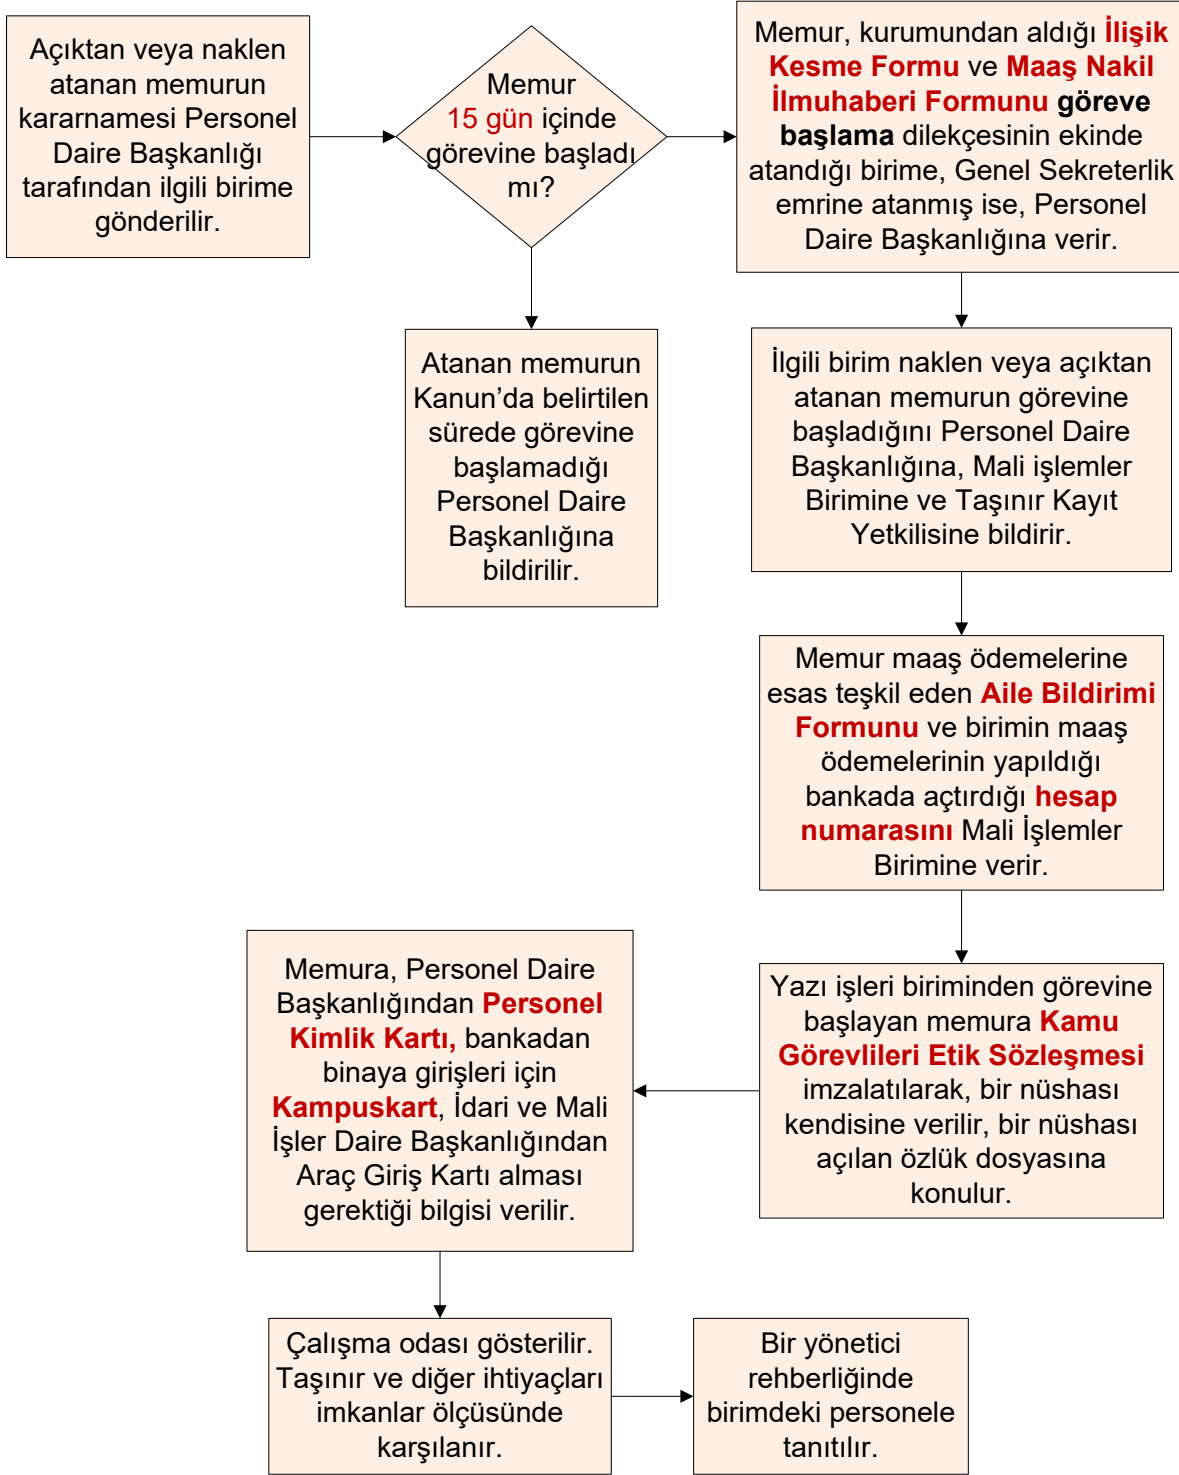 Açıktan veya naklen
atanan memurun
kararnamesi Personel
Daire Başkanlığı
tarafından ilgili birime
gönderilir.
Memur
15 gün içinde
görevine başladı
mı?
Memur, kurumundan aldığı İlişik
Kesme Formu ve Maaş Nakil
İlmuhaberi Formunu göreve
başlama dilekçesinin ekinde
atandığı birime, Genel Sekreterlik
emrine atanmış ise, Personel
Daire Başkanlığına verir.
Atanan memurun
Kanun’da belirtilen
sürede görevine
başlamadığı
Personel Daire
Başkanlığına
bildirilir.
İlgili birim naklen veya açıktan
atanan memurun görevine
başladığını Personel Daire
Başkanlığına, Mali işlemler
Birimine ve Taşınır Kayıt
Yetkilisine bildirir.
Memur maaş ödemelerine
esas teşkil eden Aile Bildirimi
Formunu ve birimin maaş
ödemelerinin yapıldığı
bankada açtırdığı hesap
numarasını Mali İşlemler
Birimine verir.
Yazı işleri biriminden görevine
başlayan memura Kamu
Görevlileri Etik Sözleşmesi
imzalatılarak, bir nüshası
kendisine verilir, bir nüshası
açılan özlük dosyasına
konulur.
Memura, Personel Daire
Başkanlığından Personel
Kimlik Kartı, bankadan
binaya girişleri için
Kampuskart, İdari ve Mali
İşler Daire Başkanlığından
Araç Giriş Kartı alması
gerektiği bilgisi verilir.
Çalışma odası gösterilir.
Taşınır ve diğer ihtiyaçları
imkanlar ölçüsünde
karşılanır.
Bir yönetici
rehberliğinde
birimdeki personele
tanıtılır.